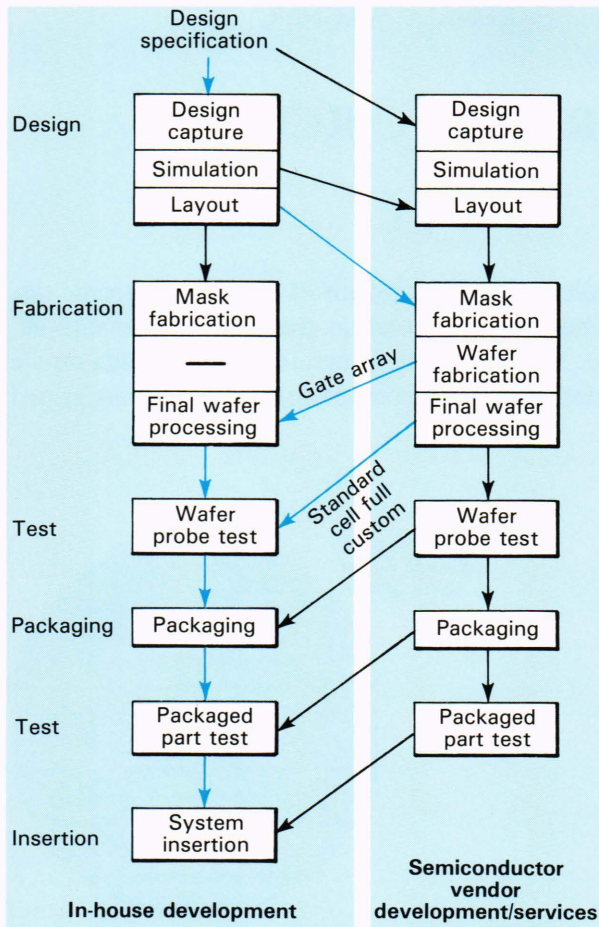 Design
specification
Design
Design
capture
Simulation
Layout
Design
capture
Simulation
Layout
Fabrication
Mask
fabrication
—
Final wafer
processing
Mask
fabrication
Wafer
fabrication
Final wafer
processing
Gate array
Standard
cell full
custom
Test
Wafer
probe test
Wafer
probe test
Packaging
Packaging
Packaging
Test
Packaged
part test
Packaged
part test
Insertion
System
insertion
In-house development
Semiconductor
vendor
development/services